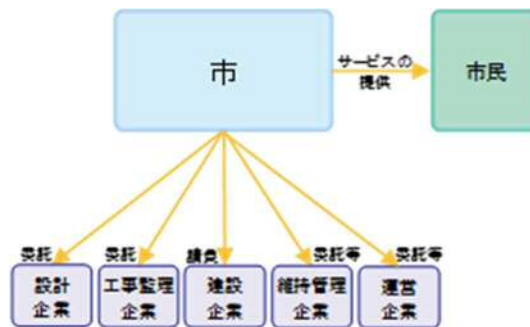 市
サービスの
提供
市民
委託
委託
請負
委託等
委託等
設計
企業
工事監理
企業
建設
企業
維持管理
企業
運営
企業